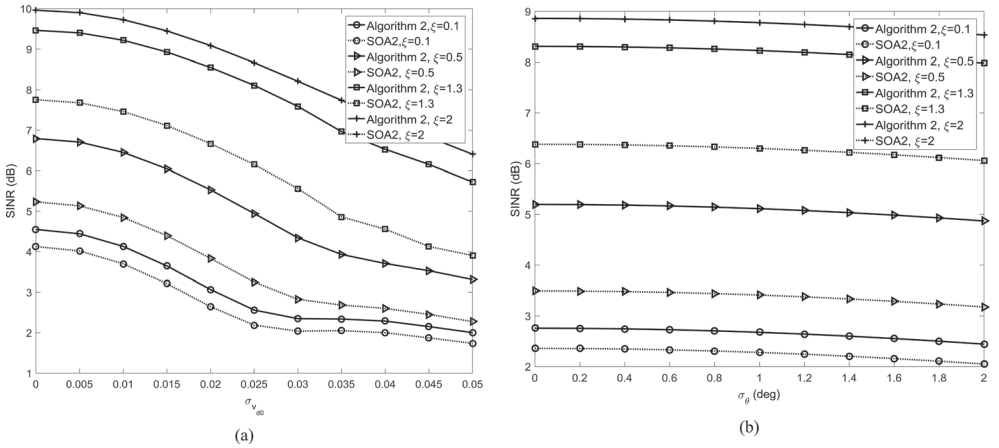 10
9
8
7
6
5
4
3
2
1
SINR (dB)
0
0.005
0.01
0.015
0.02
0.025
0.03
0.035
0.04
0.045
0.05
σ_{v_{d0}}
Algorithm 2,ξ=0.1
SOA2,ξ=0.1
Algorithm 2, ξ=0.5
SOA2, ξ=0.5
Algorithm 2, ξ=1.3
SOA2, ξ=1.3
Algorithm 2, ξ=2
SOA2, ξ=2
(a)
9
8
7
6
5
4
3
2
SINR (dB)
0
0.2
0.4
0.6
0.8
1
1.2
1.4
1.6
1.8
2
σ_θ (deg)
Algorithm 2,ξ=0.1
SOA2,ξ=0.1
Algorithm 2, ξ=0.5
SOA2, ξ=0.5
Algorithm 2, ξ=1.3
SOA2, ξ=1.3
Algorithm 2, ξ=2
SOA2, ξ=2
(b)